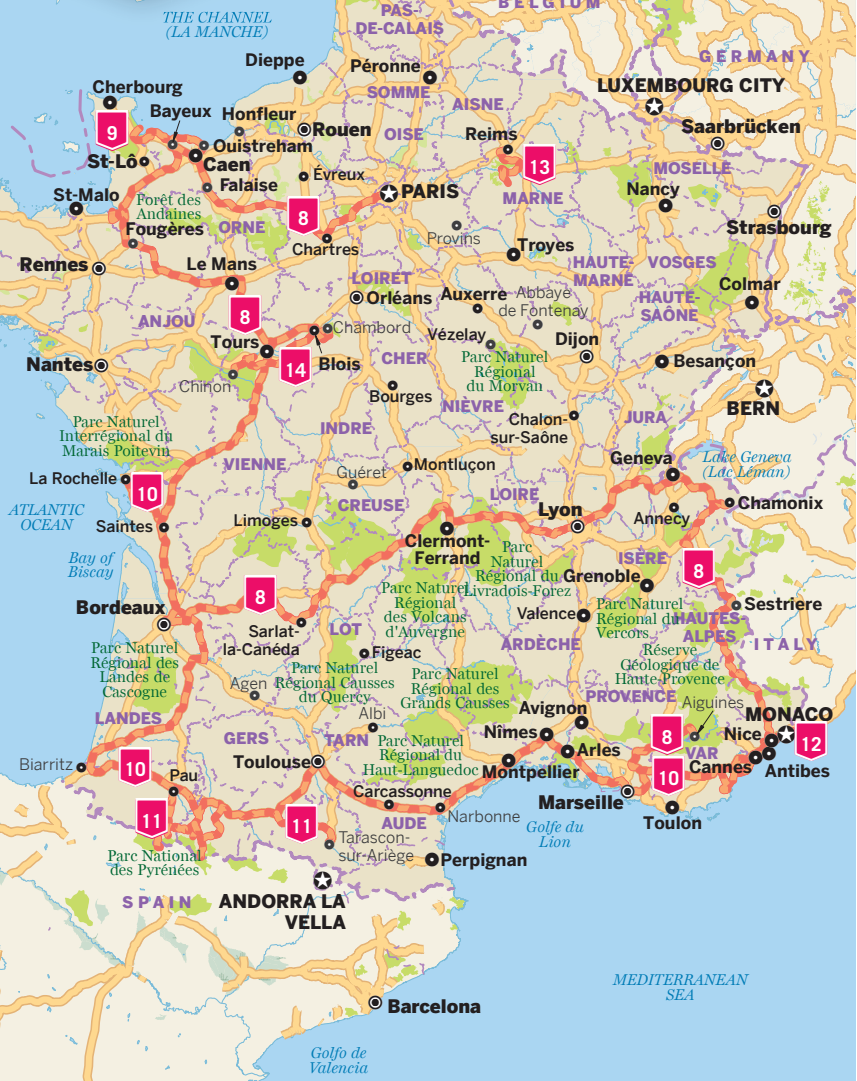 BELGIUM
PAS-
DE-CALAIS
THE CHANNEL
(LA MANCHE)
GERMANY
Dieppe
Péronne
SOMME
LUXEMBOURG CITY
Cherbourg
AISNE
Bayeux
Honfleur
9
Rouen
OISE
Reims
Saarbrücken
Ouistreham
St-Lô
Caen
13
MOSELLE
Évreux
Falaise
PARIS
Nancy
St-Malo
MARNE
Forêt des
Andaines
8
Strasbourg
Fougères
ORNE
Provins
Troyes
Chartres
Rennes
Le Mans
HAUTE-
MARNE
VOSGES
LOIRET
Colmar
Orléans
Auxerre
Abbaye
de Fontenay
HAUTE-
SAÔNE
8
ANJOU
Chambord
Vézelay
Tours
Dijon
Nantes
14
Blois
CHER
Parc Naturel
Régional
du Morvan
Besançon
Chinon
Bourges
BERN
NIÈVRE
Chalon-
sur-Saône
JURA
Parc Naturel
Interrégional du
Marais Poitevin
INDRE
VIENNE
Geneva
Lake Geneva
(Lac Léman)
La Rochelle
10
Guéret
Montluçon
ATLANTIC
OCEAN
CREUSE
LOIRE
Lyon
Chamonix
Annecy
Saintes
Limoges
Clermont-
Ferrand
Bay of
Biscay
ISÈRE
8
Parc
Naturel
Régional du
Livradois-Forez
Grenoble
8
Parc Naturel
Régional
des Volcans
d'Auvergne
Bordeaux
Valence
Parc Naturel
Régional du
Vercors
Sestriere
HAUTES-
ALPES
Sarlat-
la-Canéda
LOT
ARDÈCHE
ITALY
Parc Naturel
Régional des
Landes de
Cascogne
Figeac
Réserve
Géologique de
Haute-Provence
Parc Naturel
Régional Causses
du Quercy
Parc Naturel
Régional des
Grands Causses
Agen
PROVENCE
Aiguines
LANDES
Albi
Avignon
MONACO
GERS
TARN
Nîmes
8
Nice
12
Parc Naturel
Régional du
Haut-Languedoc
Arles
VAR
Biarritz
10
Toulouse
Montpellier
10
Cannes
Antibes
Pau
Carcassonne
Marseille
11
11
AUDE
Narbonne
Toulon
Golfe du
Lion
Tarascon-
sur-Ariège
Parc National
des Pyrénées
Perpignan
SPAIN
ANDORRA LA
VELLA
MEDITERRANEAN
SEA
Barcelona
Golfo de
Valencia